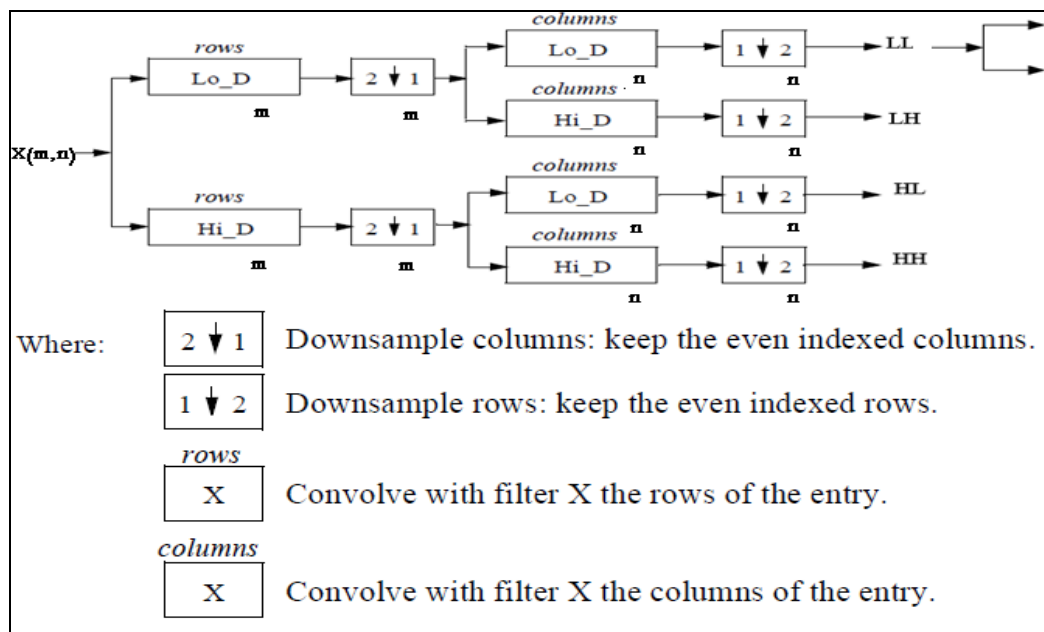 columns
rows
Lo_D
1 ↓ 2
LL
Lo_D
2 ↓ 1
n
n
columns
m
m
Hi_D
1 ↓ 2
LH
n
n
X(m,n)
columns
rows
Lo_D
1 ↓ 2
HL
Hi_D
2 ↓ 1
n
n
columns
m
m
Hi_D
1 ↓ 2
HH
n
n
Where:
2 ↓ 1
Downsample columns: keep the even indexed columns.
1 ↓ 2
Downsample rows: keep the even indexed rows.
rows
X
Convolve with filter X the rows of the entry.
columns
X
Convolve with filter X the columns of the entry.